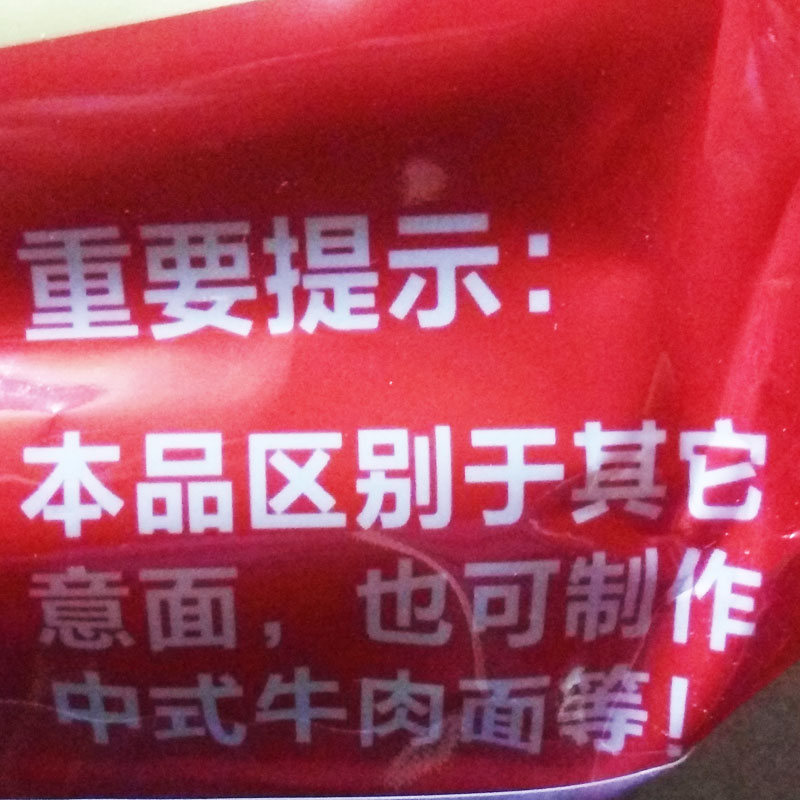 重要提示：
本品区别于其它
意面，也可制作
中式牛肉面等！